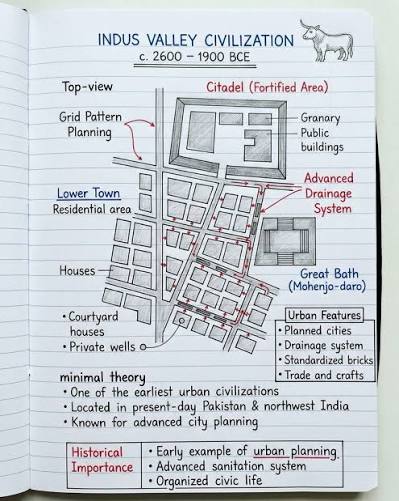 INDUS VALLEY CIVILIZATION
c. 2600 – 1900 BCE
Top-view
Citadel (Fortified Area)
Grid Pattern
Planning
Granary
Public
buildings
Advanced
Drainage
System
Lower Town
Residential area
Houses
Great Bath
(Mohenjo-daro)
• Courtyard
houses
• Private wells
Urban Features
• Planned cities
• Drainage system
• Standardized bricks
• Trade and crafts
minimal theory
• One of the earliest urban civilizations
• Located in present-day Pakistan & northwest India
• Known for advanced city planning
Historical
Importance
• Early example of urban planning.
• Advanced sanitation system
• Organized civic life